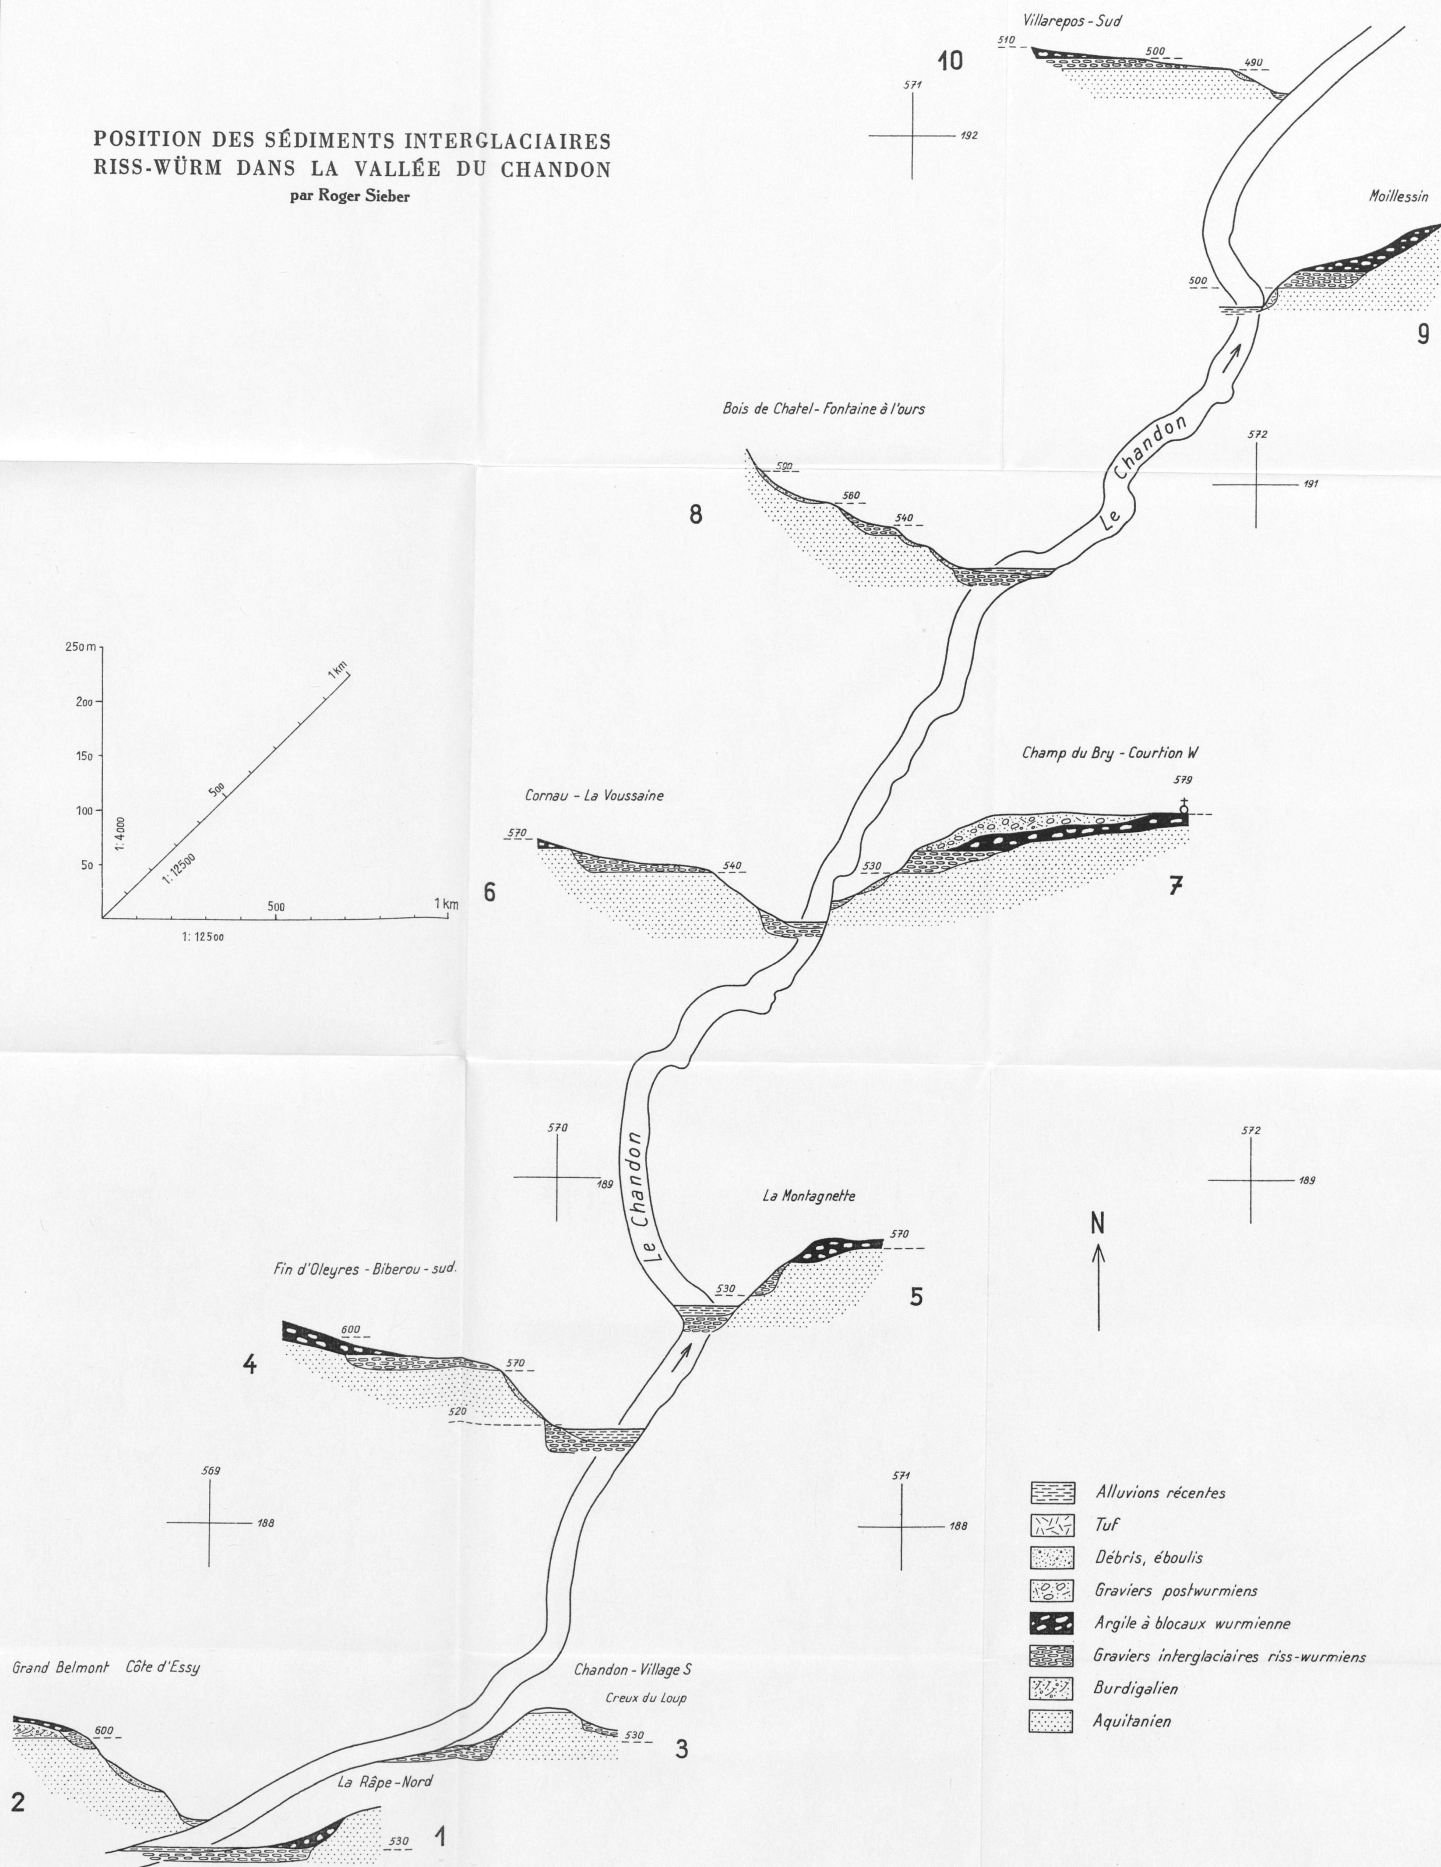 POSITION DES SÉDIMENTS INTERGLACIAIRES
RISS-WÜRM DANS LA VALLÉE DU CHANDON
par Roger Sieber
Villarepos - Sud
510
500
490
10
571
192
Moillessin
500
9
Bois de Chatel - Fontaine à l'ours
590
560
540
8
Le Chandon
572
191
250 m
200
150
100
50
1: 4000
1 km
500
1: 12500
500
1 km
1: 12500
Champ du Bry - Courtion W
579
530
7
Cornau - La Voussaine
570
540
6
570
189
Le Chandon
572
189
La Montagnette
570
530
5
N
Fin d'Oleyres - Biberou - sud.
600
570
520
4
569
188
571
188
Alluvions récentes
Tuf
Débris, éboulis
Graviers postwurmiens
Argile à blocaux wurmienne
Graviers interglaciaires riss-wurmiens
Burdigalien
Aquitanien
Grand Belmont Côte d'Essy
600
2
Chandon - Village S
Creux du Loup
530
3
La Râpe - Nord
530
1